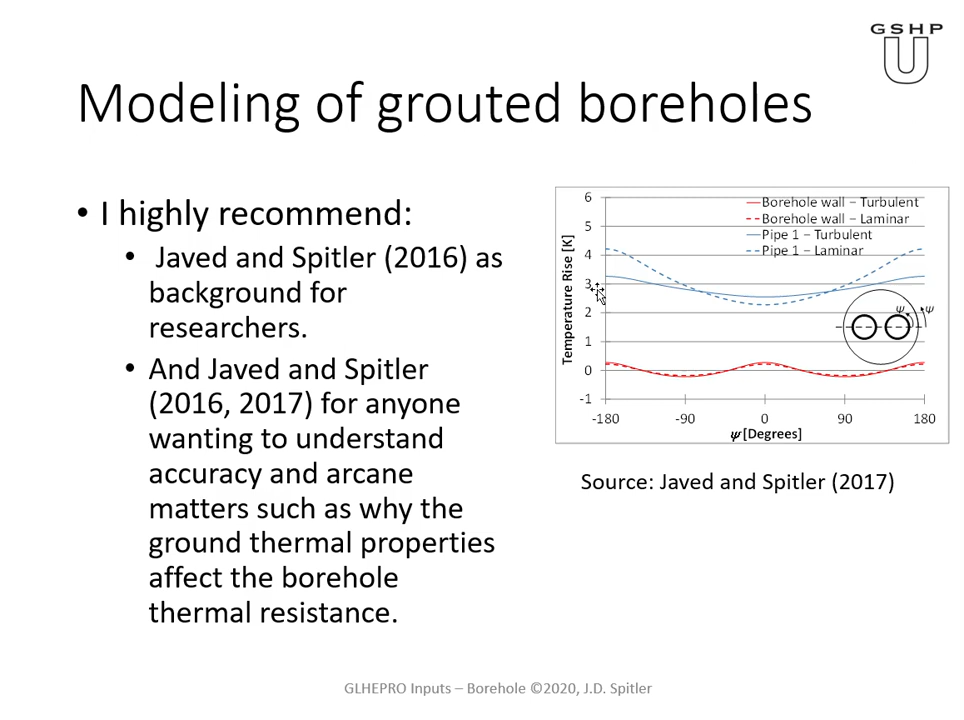 GSHP
U
Modeling of grouted boreholes
• I highly recommend:
• Javed and Spitler (2016) as
background for
researchers.
• And Javed and Spitler
(2016, 2017) for anyone
wanting to understand
accuracy and arcane
matters such as why the
ground thermal properties
affect the borehole
thermal resistance.
6
5
4
3
2
1
0
-1
Temperature Rise [K]
Borehole wall – Turbulent
Borehole wall – Laminar
Pipe 1 – Turbulent
Pipe 1 – Laminar
ψ ψ
-180 -90 0 90 180
ψ [Degrees]
Source: Javed and Spitler (2017)
GLHEPRO Inputs – Borehole ©2020, J.D. Spitler